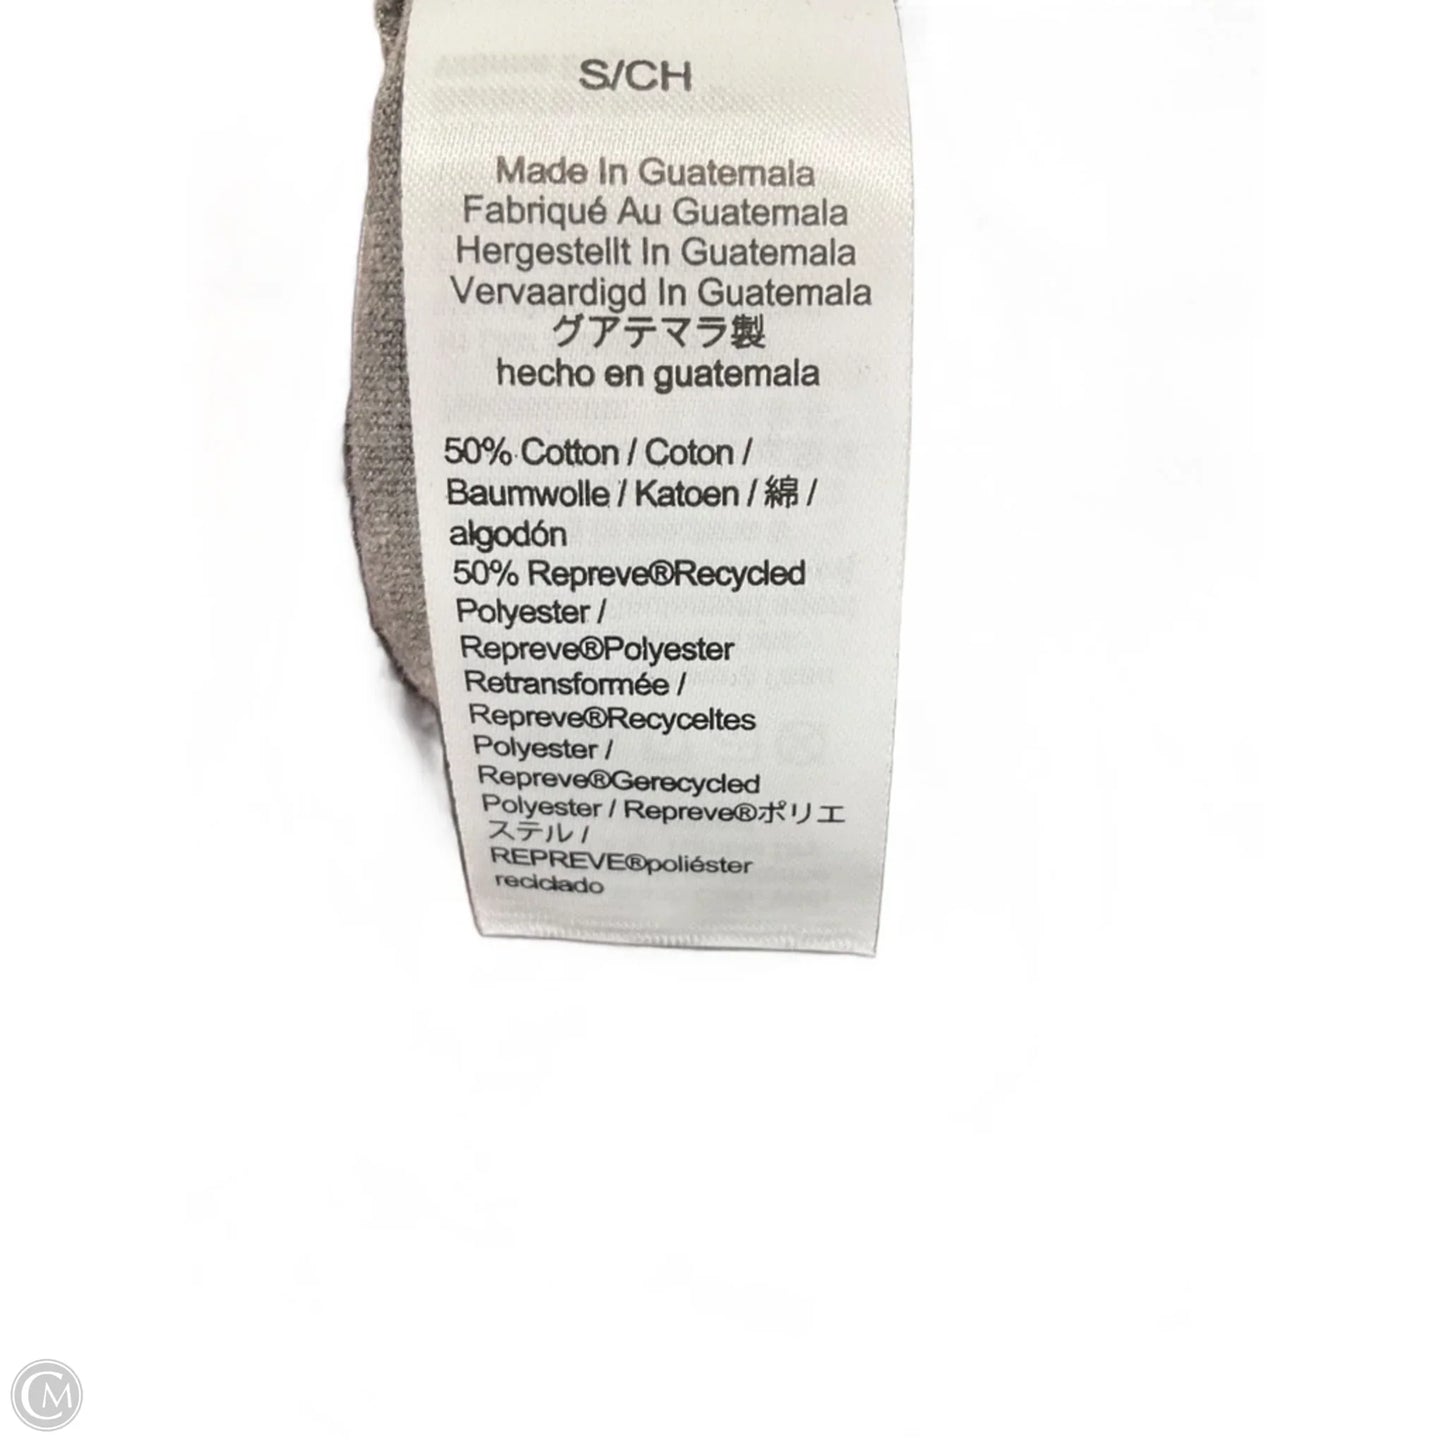 S/CH
Made In Guatemala
Fabriqué Au Guatemala
Hergestellt In Guatemala
Vervaardigd In Guatemala
グアテマラ製
hecho en guatemala
50% Cotton / Coton /
Baumwolle / Katoen / 綿 /
algodón
50% Repreve®Recycled
Polyester /
Repreve®Polyester
Retransformée /
Repreve®Recyceltes
Polyester /
Repreve®Gerecycled
Polyester / Repreve®ポリエ
ステル /
REPREVE®poliéster
reciclado
CM